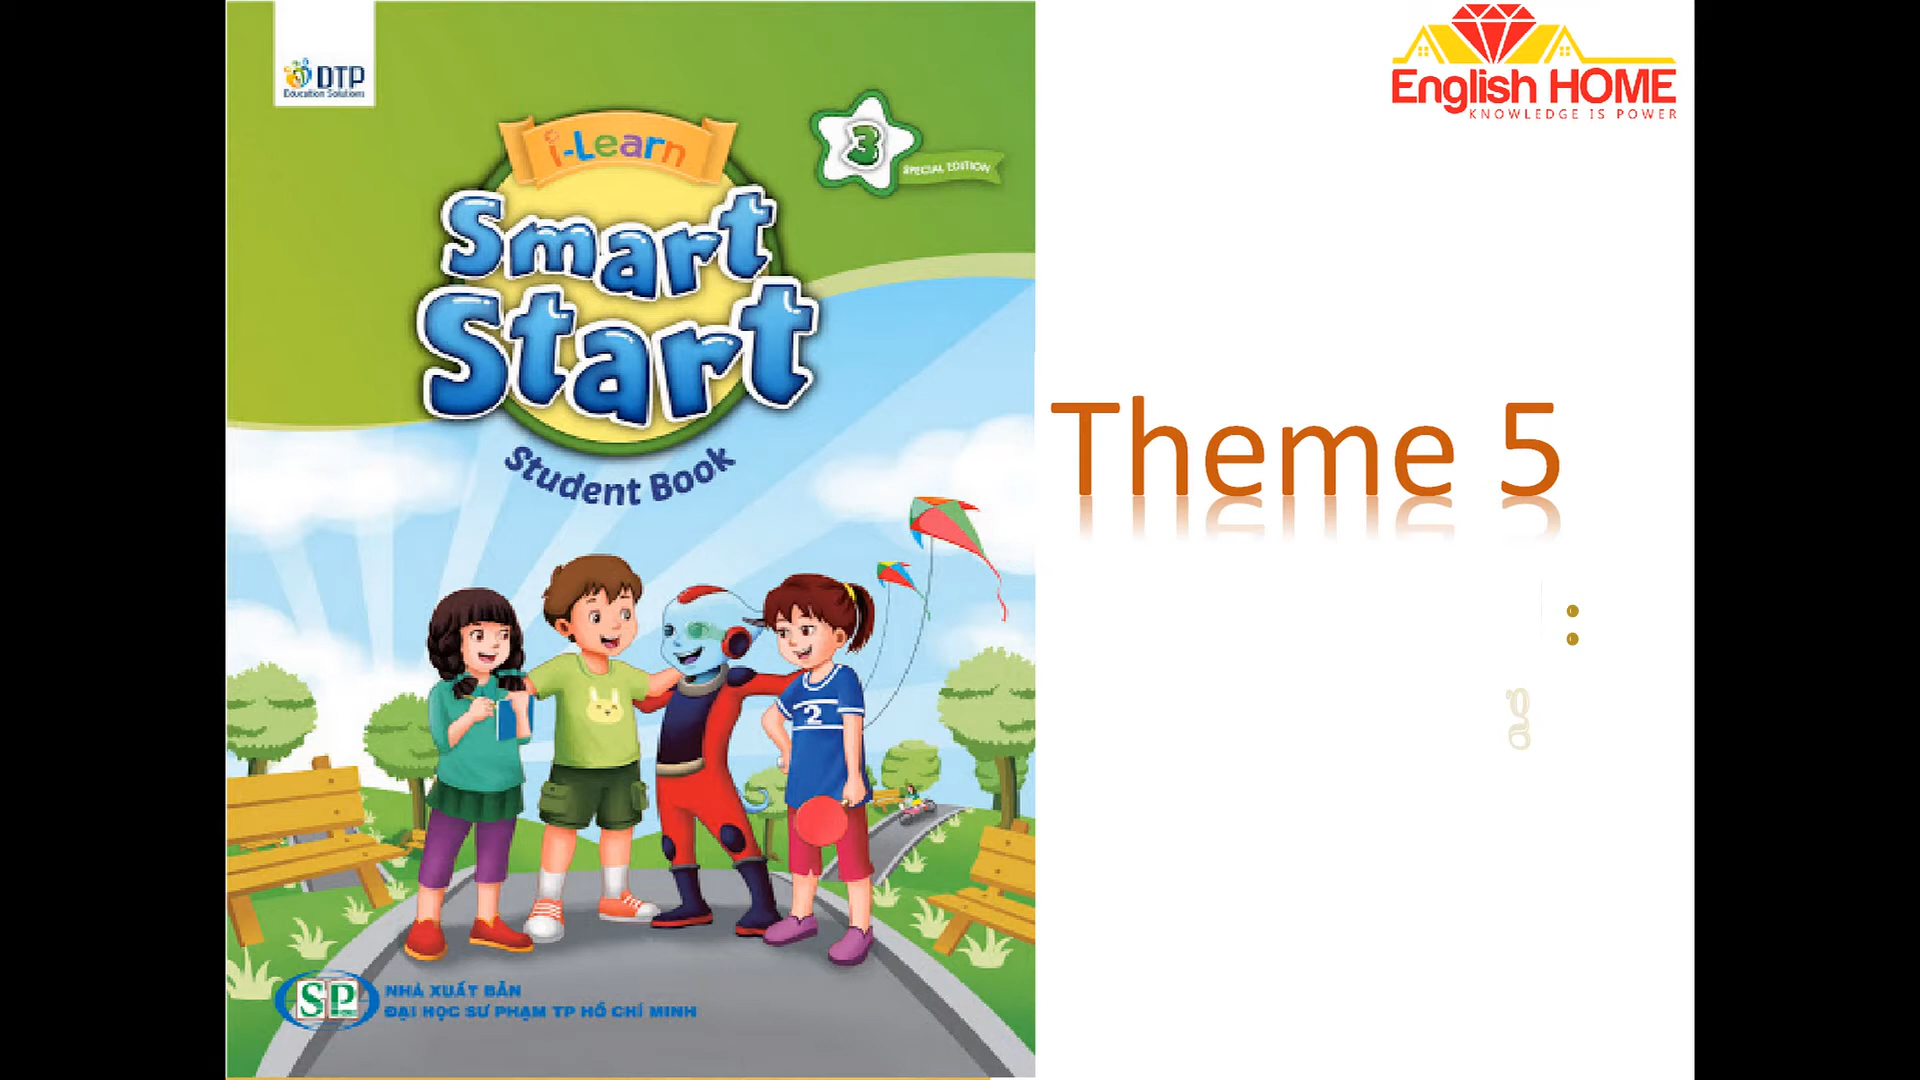 DTP
Education Solutions
i-Learn
Smart
Start
Student Book
3
SPECIAL EDITION
2
SP
NHÀ XUẤT BẢN
ĐẠI HỌC SƯ PHẠM TP HỒ CHÍ MINH
English HOME
KNOWLEDGE IS POWER
Theme 5
: